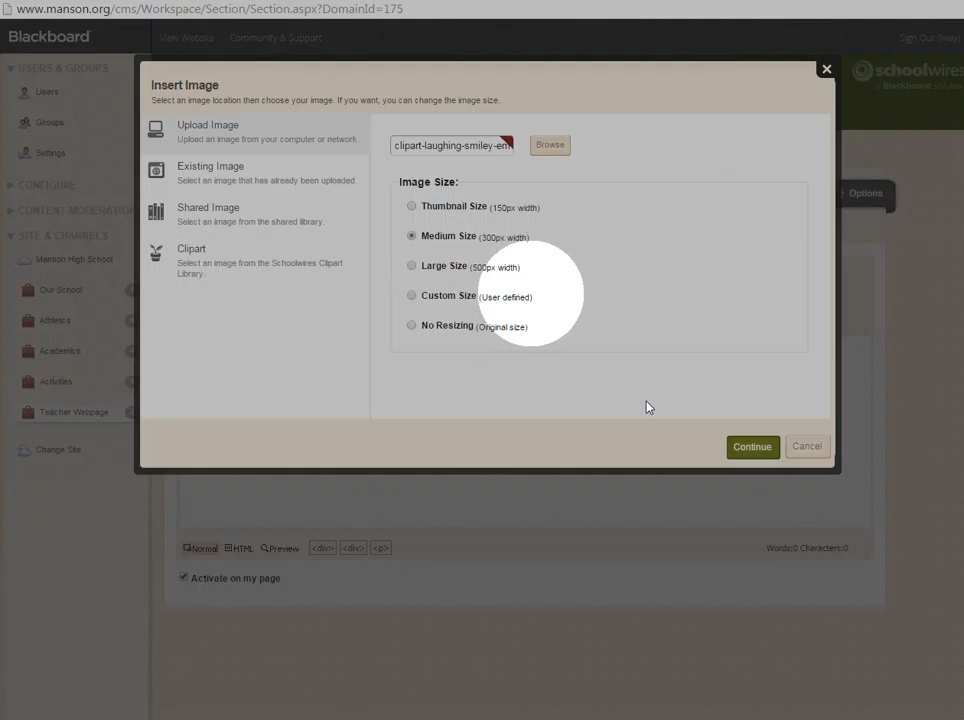 www.manson.org/cms/Workspace/Section/Section.aspx?DomainId=175
Blackboard
View Website
Community & Support
Sign Out
schoolwires
a Blackboard
USERS & GROUPS
Users
Groups
Settings
CONFIGURE
CONTENT MODERATION
SITE & CHANNELS
Manson High School
Our School
Athletics
Academics
Activities
Teacher Webpage
Change Site
Insert Image
Select an image location then choose your image. If you want, you can change the image size.
Upload Image
Upload an image from your computer or network.
Existing Image
Select an image that has already been uploaded.
Shared Image
Select an image from the shared library.
Clipart
Select an image from the Schoolwires Clipart
Library.
clipart-laughing-smiley-em
Browse
Image Size:
Thumbnail Size (150px width)
Medium Size (300px width)
Large Size (500px width)
Custom Size (User defined)
No Resizing (Original size)
Continue
Cancel
Options
Normal
HTML
Preview
<div>
<div>
<p>
Words:0 Characters:0
Activate on my page